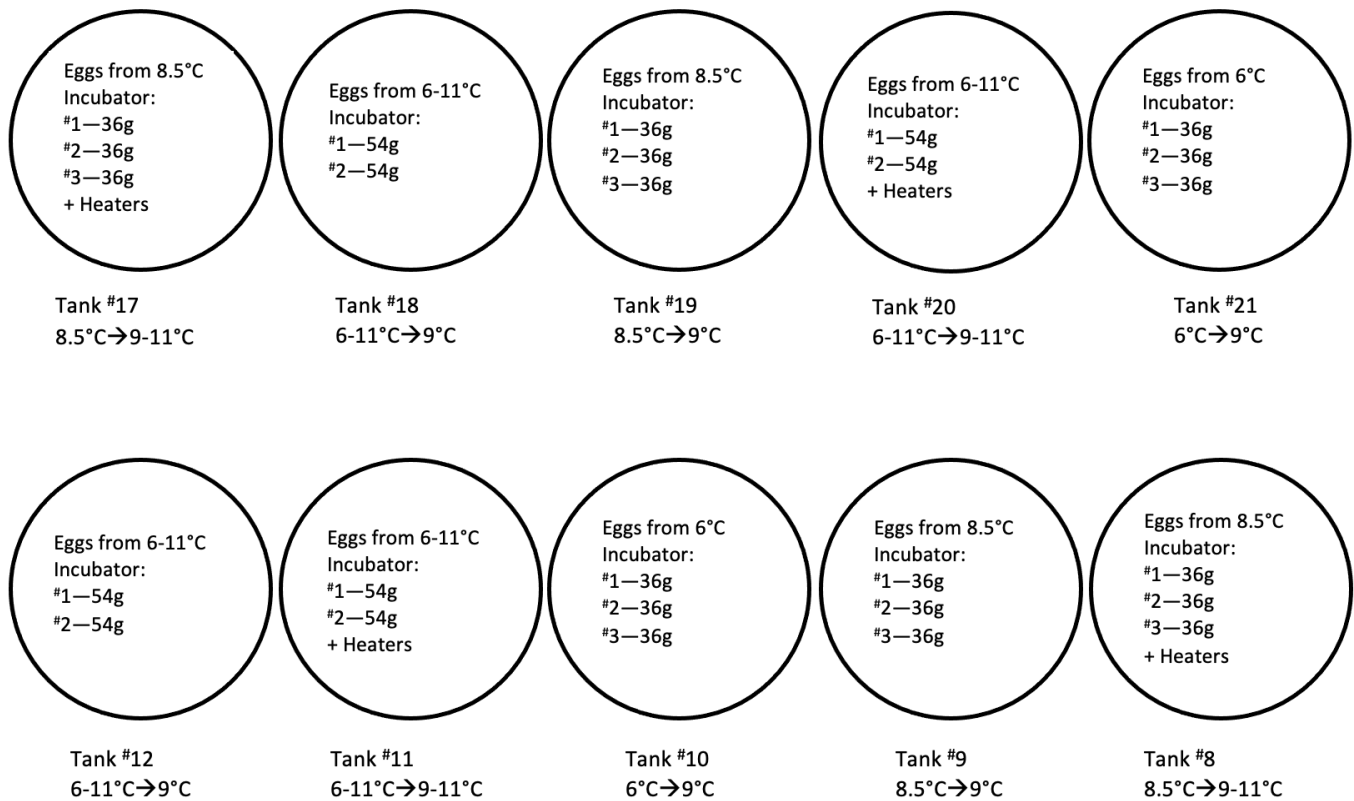 Eggs from 8.5°C
Incubator:
#1—36g
#2—36g
#3—36g
+ Heaters
Tank #17
8.5°C→9-11°C
Eggs from 6-11°C
Incubator:
#1—54g
#2—54g
Tank #18
6-11°C→9°C
Eggs from 8.5°C
Incubator:
#1—36g
#2—36g
#3—36g
Tank #19
8.5°C→9°C
Eggs from 6-11°C
Incubator:
#1—54g
#2—54g
+ Heaters
Tank #20
6-11°C→9-11°C
Eggs from 6°C
Incubator:
#1—36g
#2—36g
#3—36g
Tank #21
6°C→9°C
Eggs from 6-11°C
Incubator:
#1—54g
#2—54g
Tank #12
6-11°C→9°C
Eggs from 6-11°C
Incubator:
#1—54g
#2—54g
+ Heaters
Tank #11
6-11°C→9-11°C
Eggs from 6°C
Incubator:
#1—36g
#2—36g
#3—36g
Tank #10
6°C→9°C
Eggs from 8.5°C
Incubator:
#1—36g
#2—36g
#3—36g
Tank #9
8.5°C→9°C
Eggs from 8.5°C
Incubator:
#1—36g
#2—36g
#3—36g
+ Heaters
Tank #8
8.5°C→9-11°C